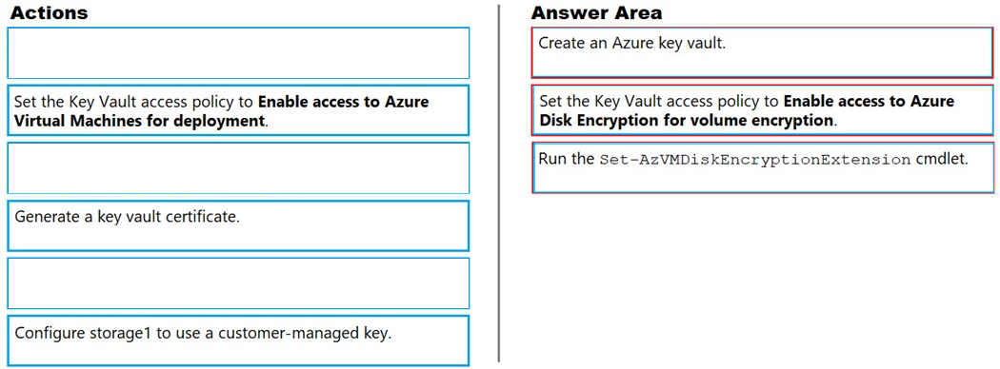 Actions
Set the Key Vault access policy to Enable access to Azure
Virtual Machines for deployment.
Generate a key vault certificate.
Configure storage1 to use a customer-managed key.
Answer Area
Create an Azure key vault.
Set the Key Vault access policy to Enable access to Azure
Disk Encryption for volume encryption.
Run the Set-AzVMDiskEncryptionExtension cmdlet.